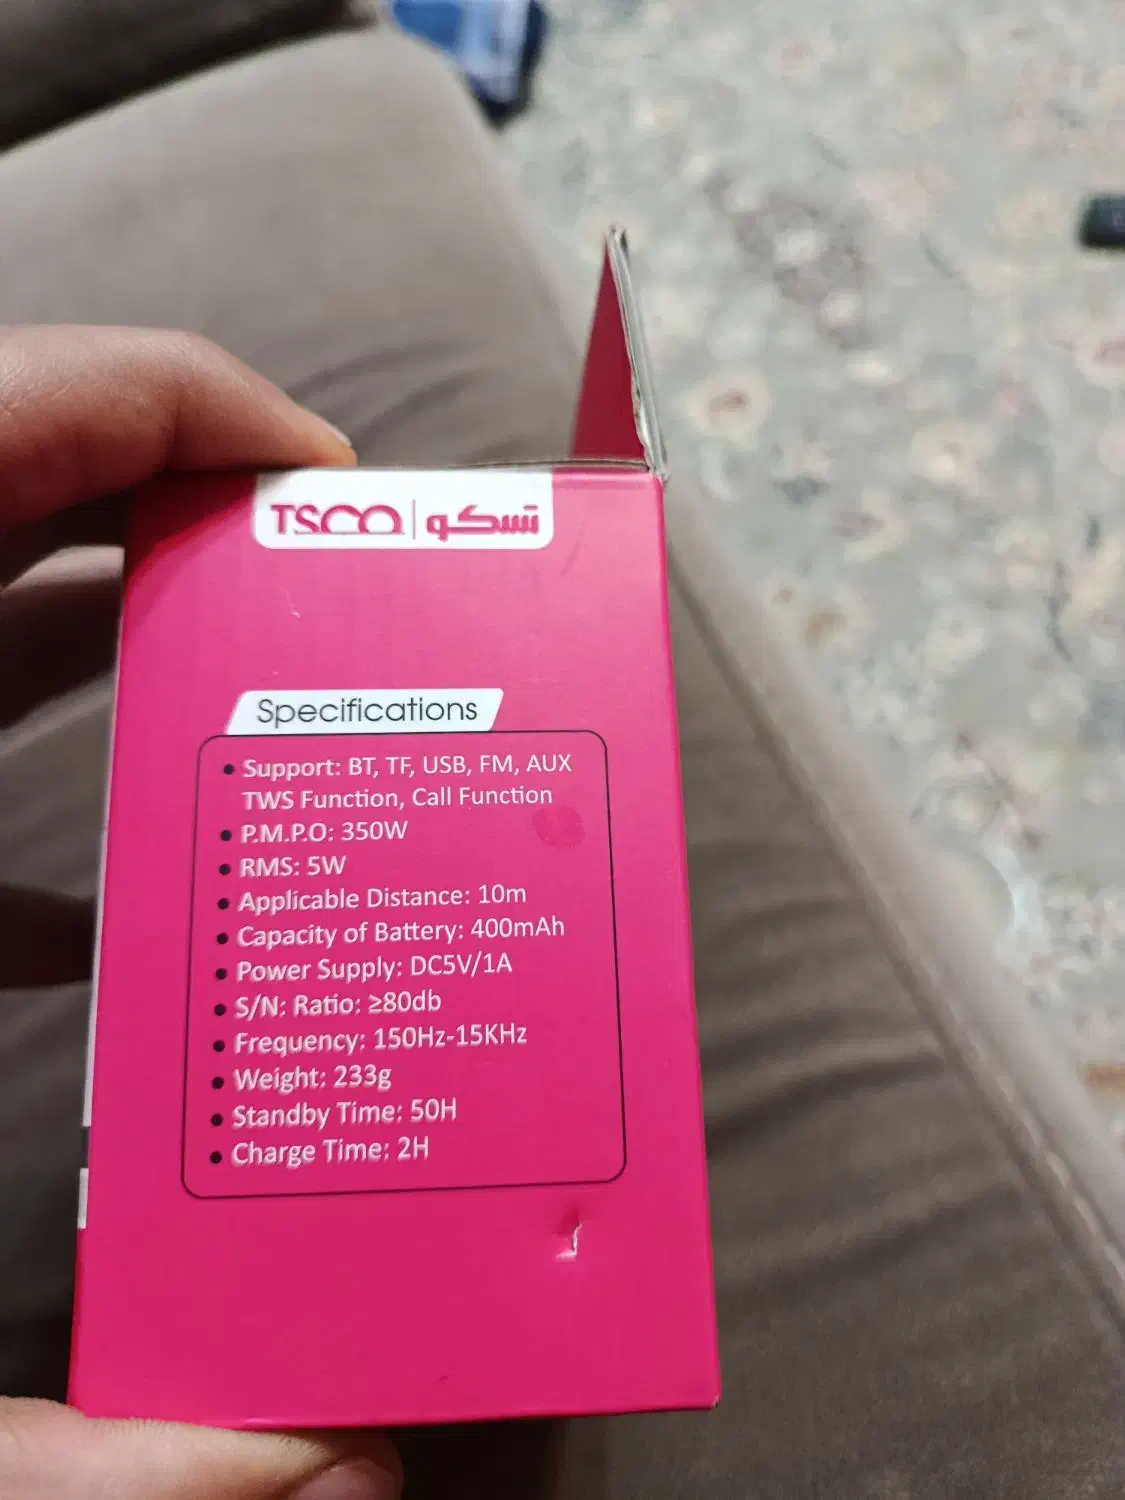 TSCO | تسکو
Specifications
• Support: BT, TF, USB, FM, AUX
TWS Function, Call Function
• P.M.P.O: 350W
• RMS: 5W
• Applicable Distance: 10m
• Capacity of Battery: 400mAh
• Power Supply: DC5V/1A
• S/N: Ratio: ≥80db
• Frequency: 150Hz-15KHz
• Weight: 233g
• Standby Time: 50H
• Charge Time: 2H